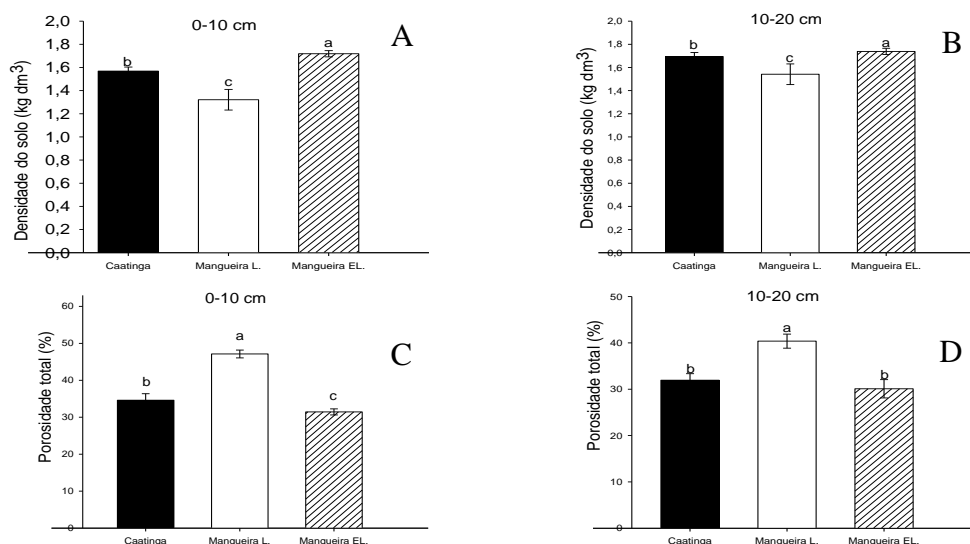 0-10 cm
A
Densidade do solo (kg dm³)
2,0
1,8
1,6
1,4
1,2
1,0
0,8
0,6
0,4
0,2
0,0
b
c
a
Caatinga Mangueira L. Mangueira EL.
10-20 cm
B
Densidade do solo (kg dm³)
2,0
1,8
1,6
1,4
1,2
1,0
0,8
0,6
0,4
0,2
0,0
b
c
a
Caatinga Mangueira L. Mangueira EL.
0-10 cm
C
Porosidade total (%)
60
50
40
30
20
10
0
b
a
c
Caatinga Mangueira L. Mangueira EL.
10-20 cm
D
Porosidade total (%)
50
40
30
20
10
0
b
a
b
Caatinga Mangueira L. Mangueira EL.